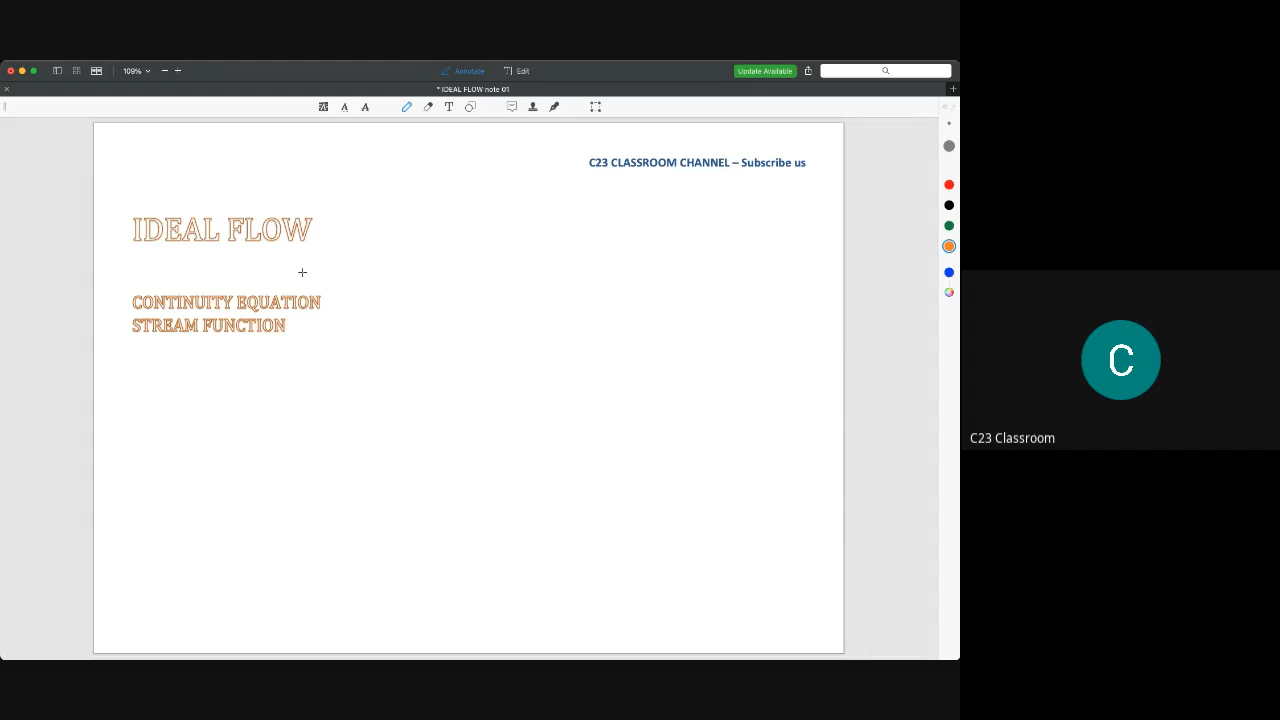 109%
Annotate
Edit
Update Available
* IDEAL FLOW note 01
C23 CLASSROOM CHANNEL – Subscribe us
IDEAL FLOW
CONTINUITY EQUATION
STREAM FUNCTION
C
C23 Classroom